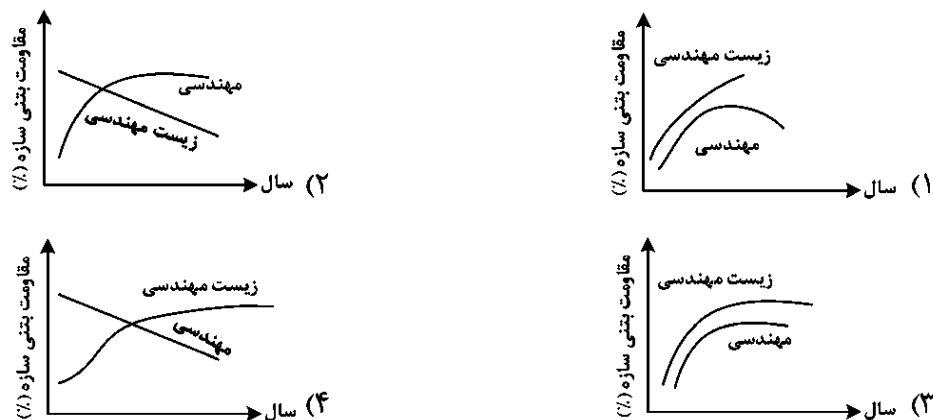 مقاومت بتنی سازه (٪)
زیست مهندسی
مهندسی
سال
۱)
مقاومت بتنی سازه (٪)
مهندسی
زیست مهندسی
سال
۲)
مقاومت بتنی سازه (٪)
زیست مهندسی
مهندسی
سال
۳)
مقاومت بتنی سازه (٪)
زیست مهندسی
مهندسی
سال
۴)